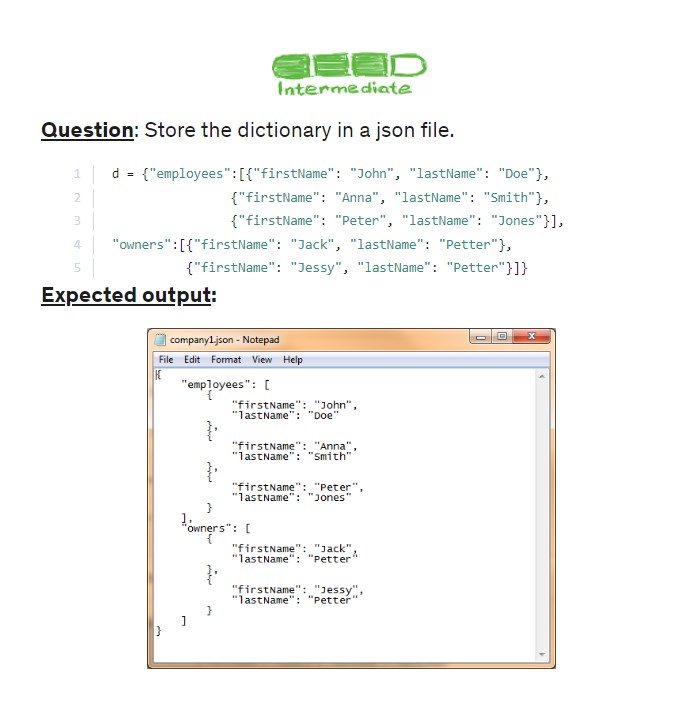 Intermediate
Question: Store the dictionary in a json file.
1 d = {"employees":[{"firstName": "John", "lastName": "Doe"},
2 {"firstName": "Anna", "lastName": "Smith"},
3 {"firstName": "Peter", "lastName": "Jones"}],
4 "owners":[{"firstName": "Jack", "lastName": "Petter"},
5 {"firstName": "Jessy", "lastName": "Petter"}]}
Expected output:
company1.json - Notepad
File Edit Format View Help
{
"employees": [
{
"firstName": "John",
"lastName": "Doe"
},
{
"firstName": "Anna",
"lastName": "Smith"
},
{
"firstName": "Peter",
"lastName": "Jones"
}
],
"owners": [
{
"firstName": "Jack",
"lastName": "Petter"
},
{
"firstName": "Jessy",
"lastName": "Petter"
}
]
}